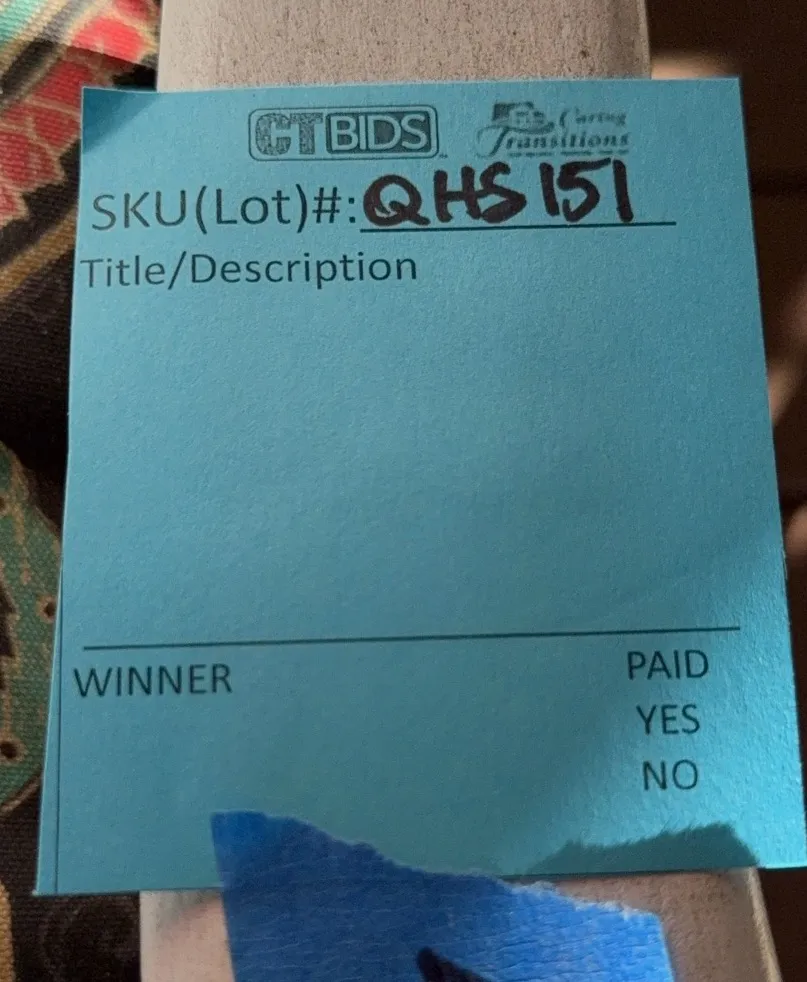 CTBIDS Caring Transitions
SKU(Lot)#: QHS151
Title/Description
WINNER PAID
YES
NO